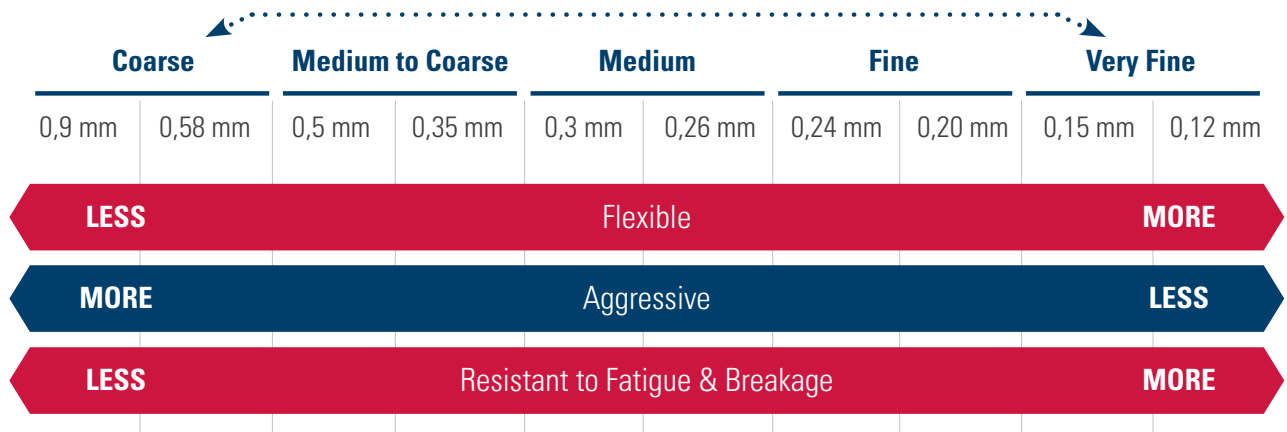 Coarse Medium to Coarse Medium Fine Very Fine
0,9 mm 0,58 mm 0,5 mm 0,35 mm 0,3 mm 0,26 mm 0,24 mm 0,20 mm 0,15 mm 0,12 mm
LESS Flexible MORE
MORE Aggressive LESS
LESS Resistant to Fatigue & Breakage MORE